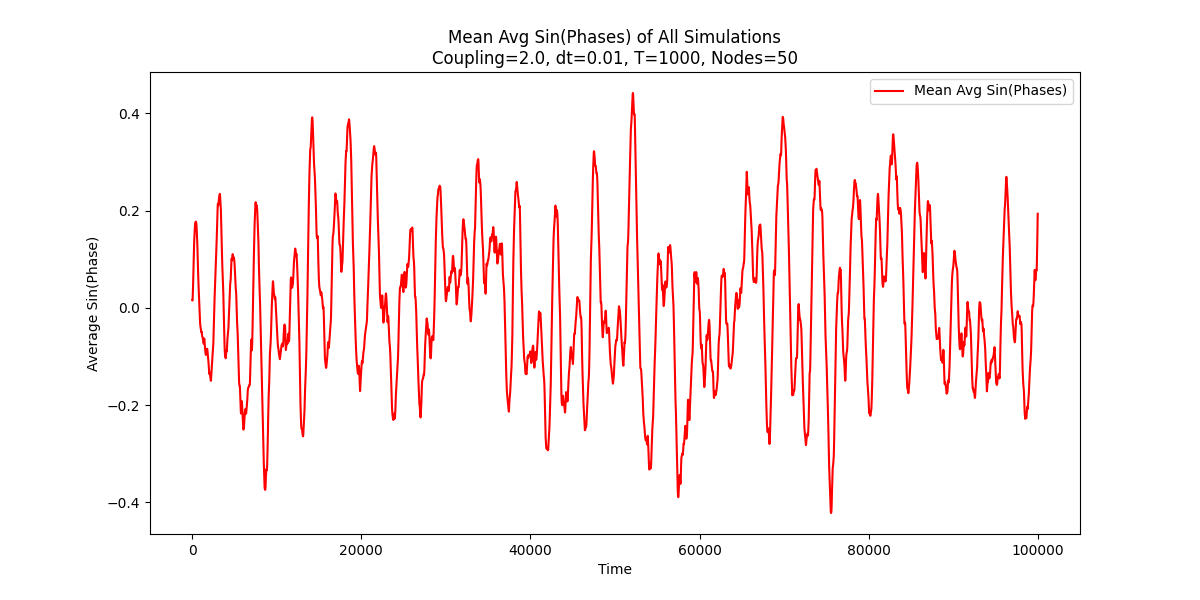 Mean Avg Sin(Phases) of All Simulations
Coupling=2.0, dt=0.01, T=1000, Nodes=50
Mean Avg Sin(Phases)
Average Sin(Phase)
0.4
0.2
0.0
−0.2
−0.4
0 20000 40000 60000 80000 100000
Time